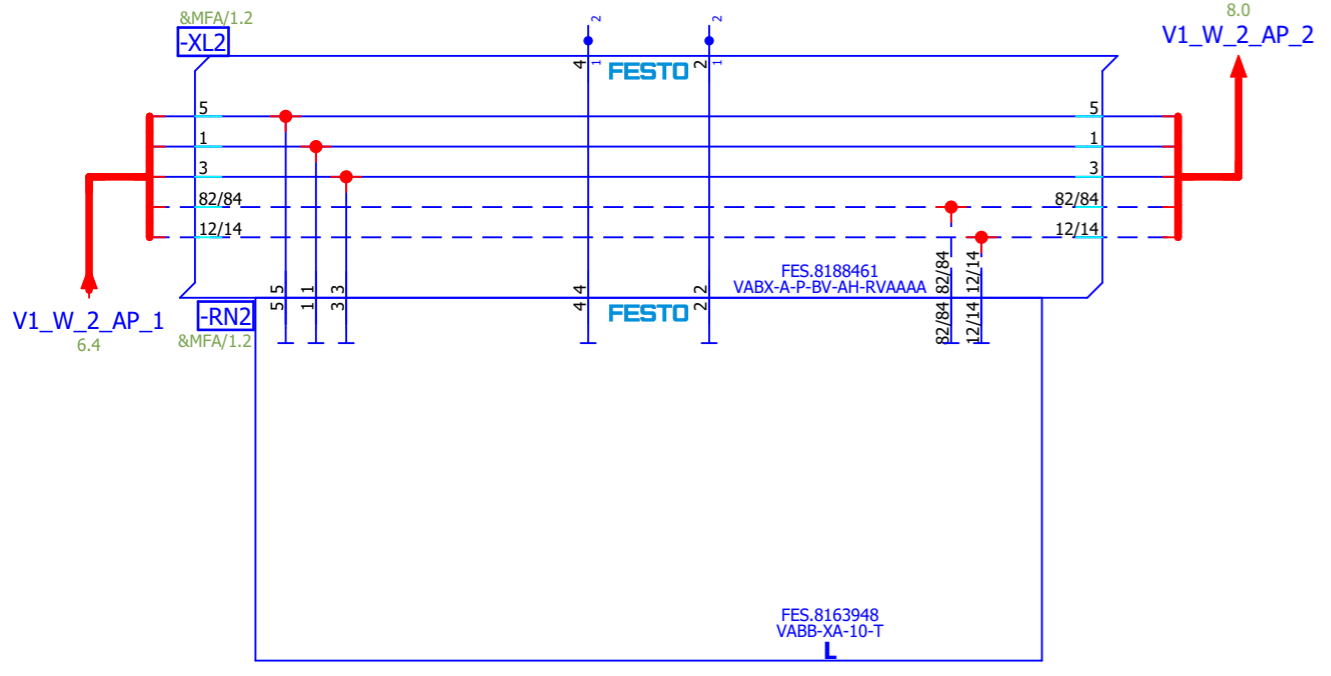 &MFA/1.2
-XL2
2
2
8.0
V1_W_2_AP_2
4
1
FESTO
2
1
5
5
1
1
3
3
82/84
82/84
12/14
12/14
FES.8188461
VABX-A-P-BV-AH-RVAAAA
5
1
3
4
2
82/84
12/14
V1_W_2_AP_1
6.4
-RN2
&MFA/1.2
5
1
3
4
FESTO
2
82/84
12/14
FES.8163948
VABB-XA-10-T
L